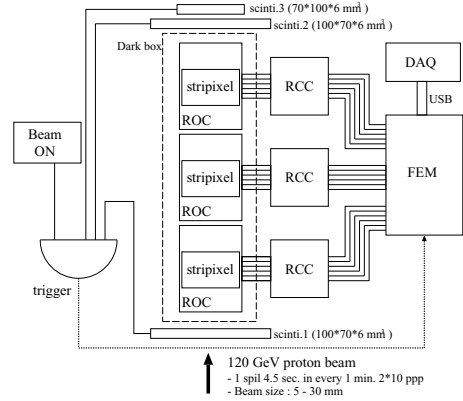 scinti.3 (70*100*6 mm³)
scinti.2 (100*70*6 mm³)
Dark box
stripixel
ROC
RCC
DAQ
USB
Beam
ON
stripixel
ROC
RCC
FEM
stripixel
ROC
RCC
trigger
scinti.1 (100*70*6 mm³)
120 GeV proton beam
- 1 spil 4.5 sec. in every 1 min. 2*10 ppp
- Beam size : 5 - 30 mm